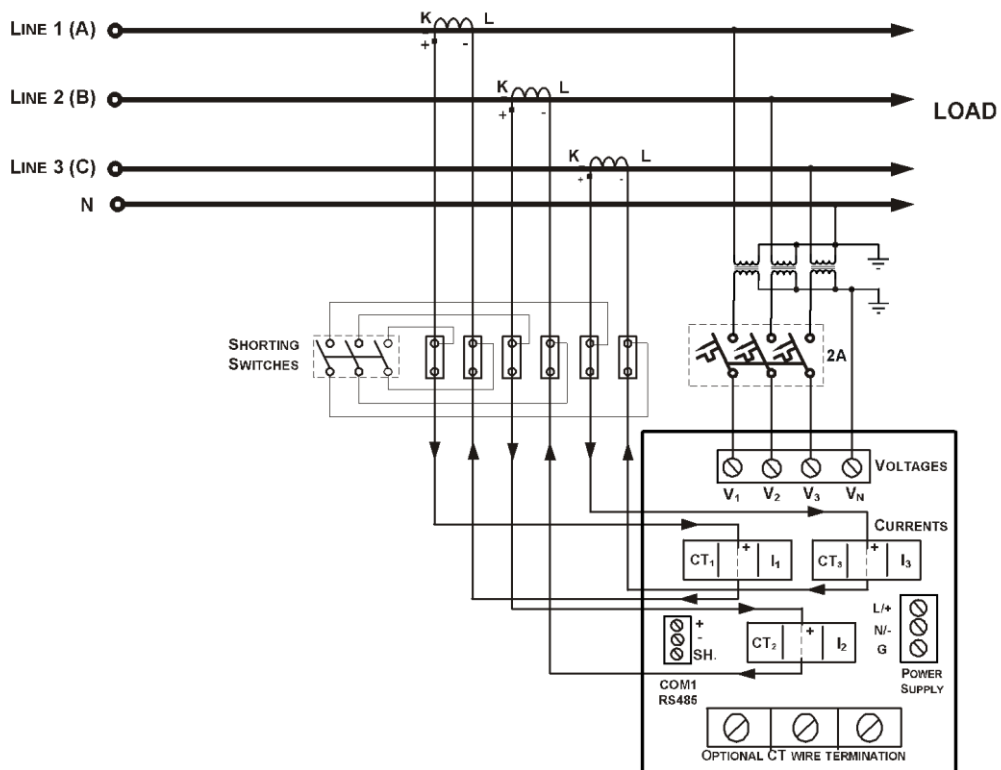 K L
LINE 1 (A)
+ -
K L
LINE 2 (B)
+ -
LOAD
K L
LINE 3 (C)
+ -
N
SHORTING
SWITCHES
2A
VOLTAGES
V1 V2 V3 VN
CURRENTS
CT1 + I1
CT3 + I3
L/+
N/-
G
POWER
SUPPLY
+
-
SH.
COM1
RS485
CT2 + I2
OPTIONAL CT WIRE TERMINATION